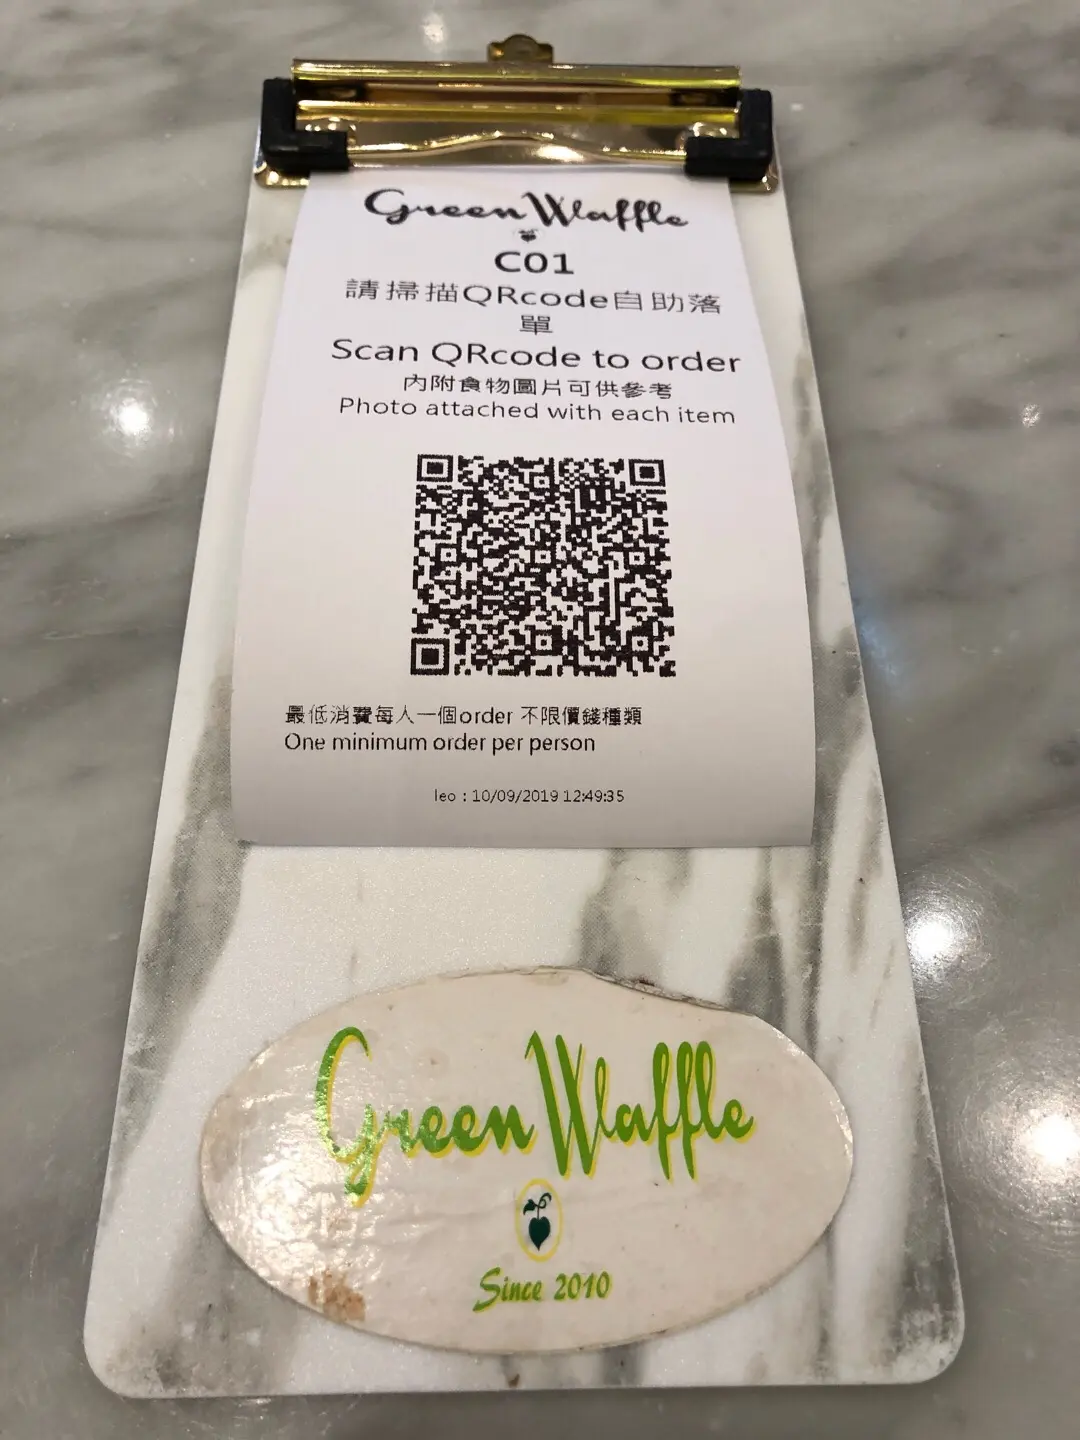 Green Waffle
C01
請掃描QRcode自助落
單
Scan QRcode to order
內附食物圖片可供參考
Photo attached with each item
最低消費每人一個order 不限價錢種類
One minimum order per person
leo : 10/09/2019 12:49:35
Green Waffle
Since 2010